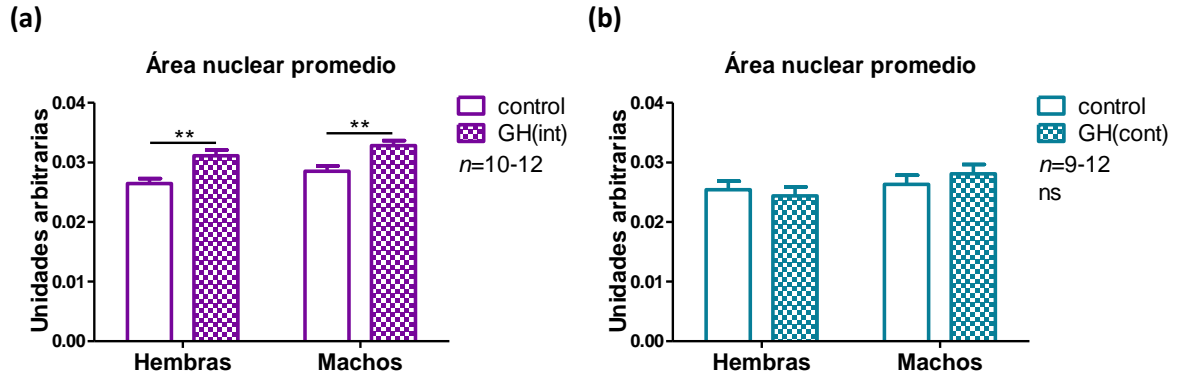 (a)
Área nuclear promedio
Unidades arbitrarias
0.04
0.03
0.02
0.01
0.00
**
**
Hembras
Machos
control
GH(int)
n=10-12
(b)
Área nuclear promedio
Unidades arbitrarias
0.04
0.03
0.02
0.01
0.00
Hembras
Machos
control
GH(cont)
n=9-12
ns